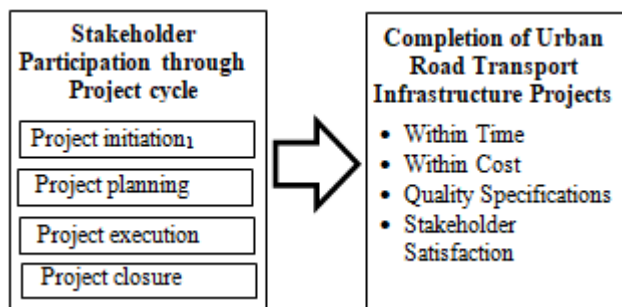 Stakeholder
Participation through
Project cycle
Project initiation₁
Project planning
Project execution
Project closure
Completion of Urban
Road Transport
Infrastructure Projects
• Within Time
• Within Cost
• Quality Specifications
• Stakeholder
Satisfaction